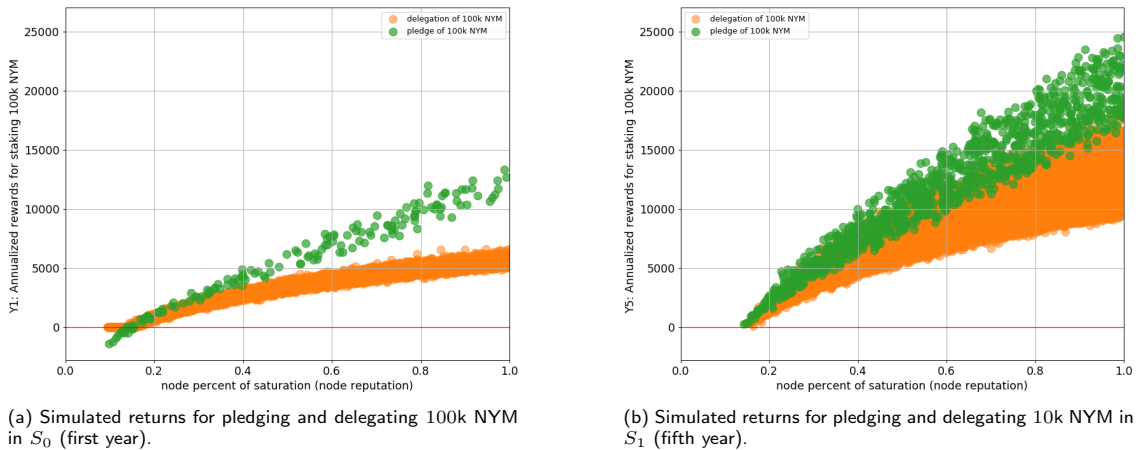 delegation of 100k NYM
pledge of 100k NYM
25000
20000
15000
10000
5000
0
Y1: Annualized rewards for staking 100k NYM
0.0 0.2 0.4 0.6 0.8 1.0
node percent of saturation (node reputation)
(a) Simulated returns for pledging and delegating 100k NYM
in S₀ (first year).
delegation of 100k NYM
pledge of 100k NYM
25000
20000
15000
10000
5000
0
Y5: Annualized rewards for staking 100k NYM
0.0 0.2 0.4 0.6 0.8 1.0
node percent of saturation (node reputation)
(b) Simulated returns for pledging and delegating 10k NYM in
S₁ (fifth year).